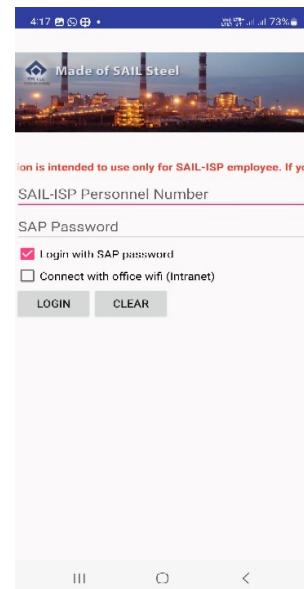 4:17
73%
Made of SAIL Steel
ion is intended to use only for SAIL-ISP employee. If yo
SAIL-ISP Personnel Number
SAP Password
Login with SAP password
Connect with office wifi (Intranet)
LOGIN CLEAR